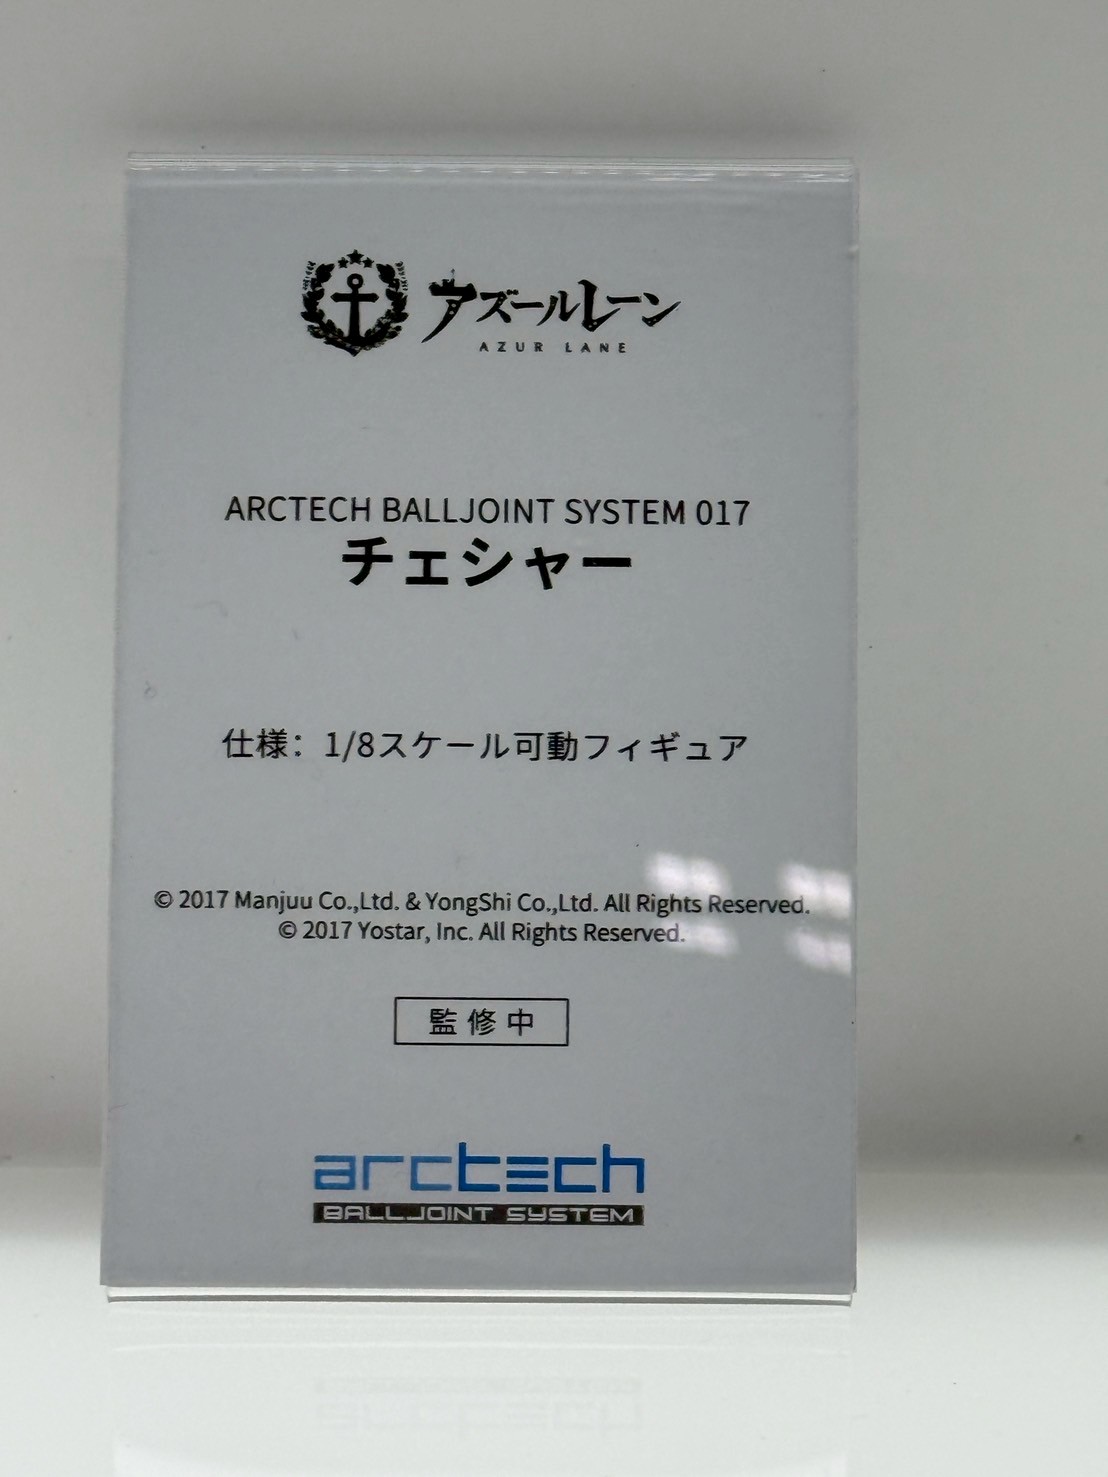 アズールレーン
AZUR LANE
ARCTECH BALLJOINT SYSTEM 017
チェシャー
仕様：1/8スケール可動フィギュア
© 2017 Manjuu Co.,Ltd. & YongShi Co.,Ltd. All Rights Reserved.
© 2017 Yostar, Inc. All Rights Reserved.
監修中
arctech
BALLJOINT SYSTEM